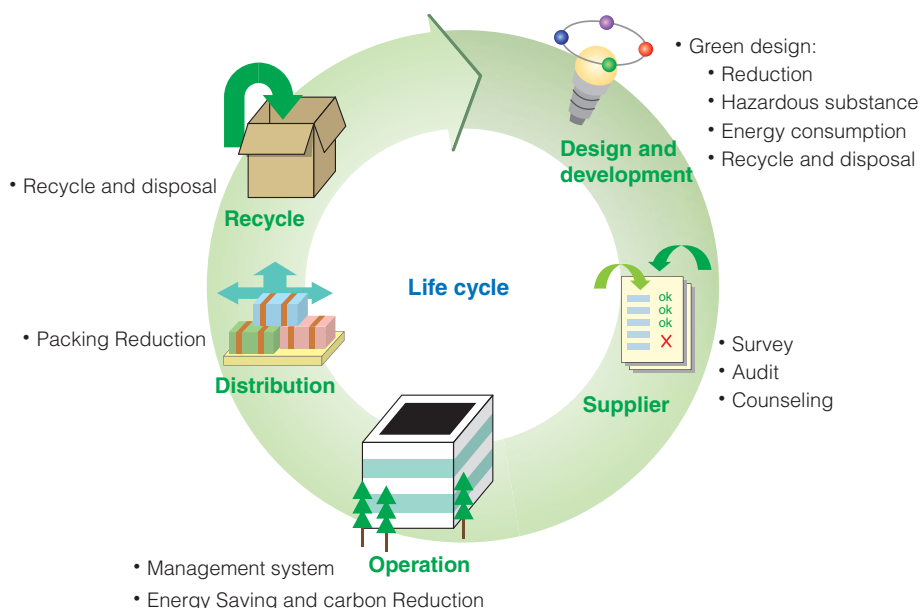 • Green design:
• Reduction
• Hazardous substance
• Energy consumption
• Recycle and disposal
Design and
development
• Recycle and disposal
Recycle
Life cycle
ok
ok
ok
X
• Survey
• Audit
• Counseling
Supplier
• Packing Reduction
Distribution
Operation
• Management system
• Energy Saving and carbon Reduction